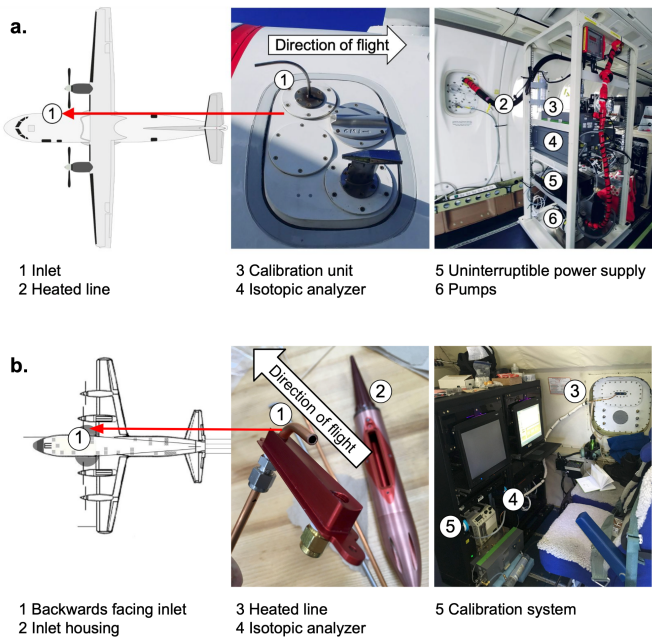 a.
1
1
Direction of flight
2
3
4
5
6
1 Inlet
2 Heated line
3 Calibration unit
4 Isotopic analyzer
5 Uninterruptible power supply
6 Pumps
b.
1
1
Direction of flight
2
3
4
5
1 Backwards facing inlet
2 Inlet housing
3 Heated line
4 Isotopic analyzer
5 Calibration system